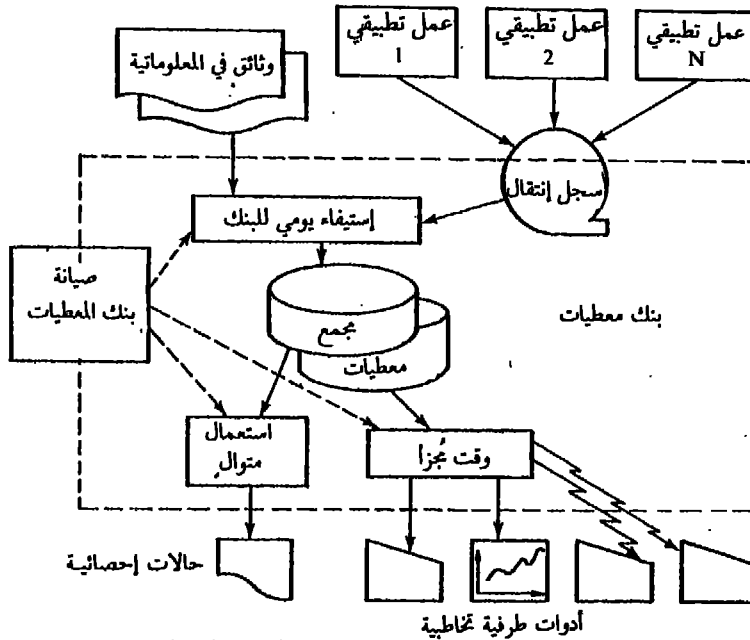 وثائق في المعلوماتية
عمل تطبيقي
1
عمل تطبيقي
2
عمل تطبيقي
N
سجل إنتقال
إستيفاء يومي للبنك
صيانة
بنك المعطيات
مجمع
معطيات
بنك معطيات
استعمال
متوال
وقت مُجزأ
حالات إحصائية
أدوات طرفية تخاطبية